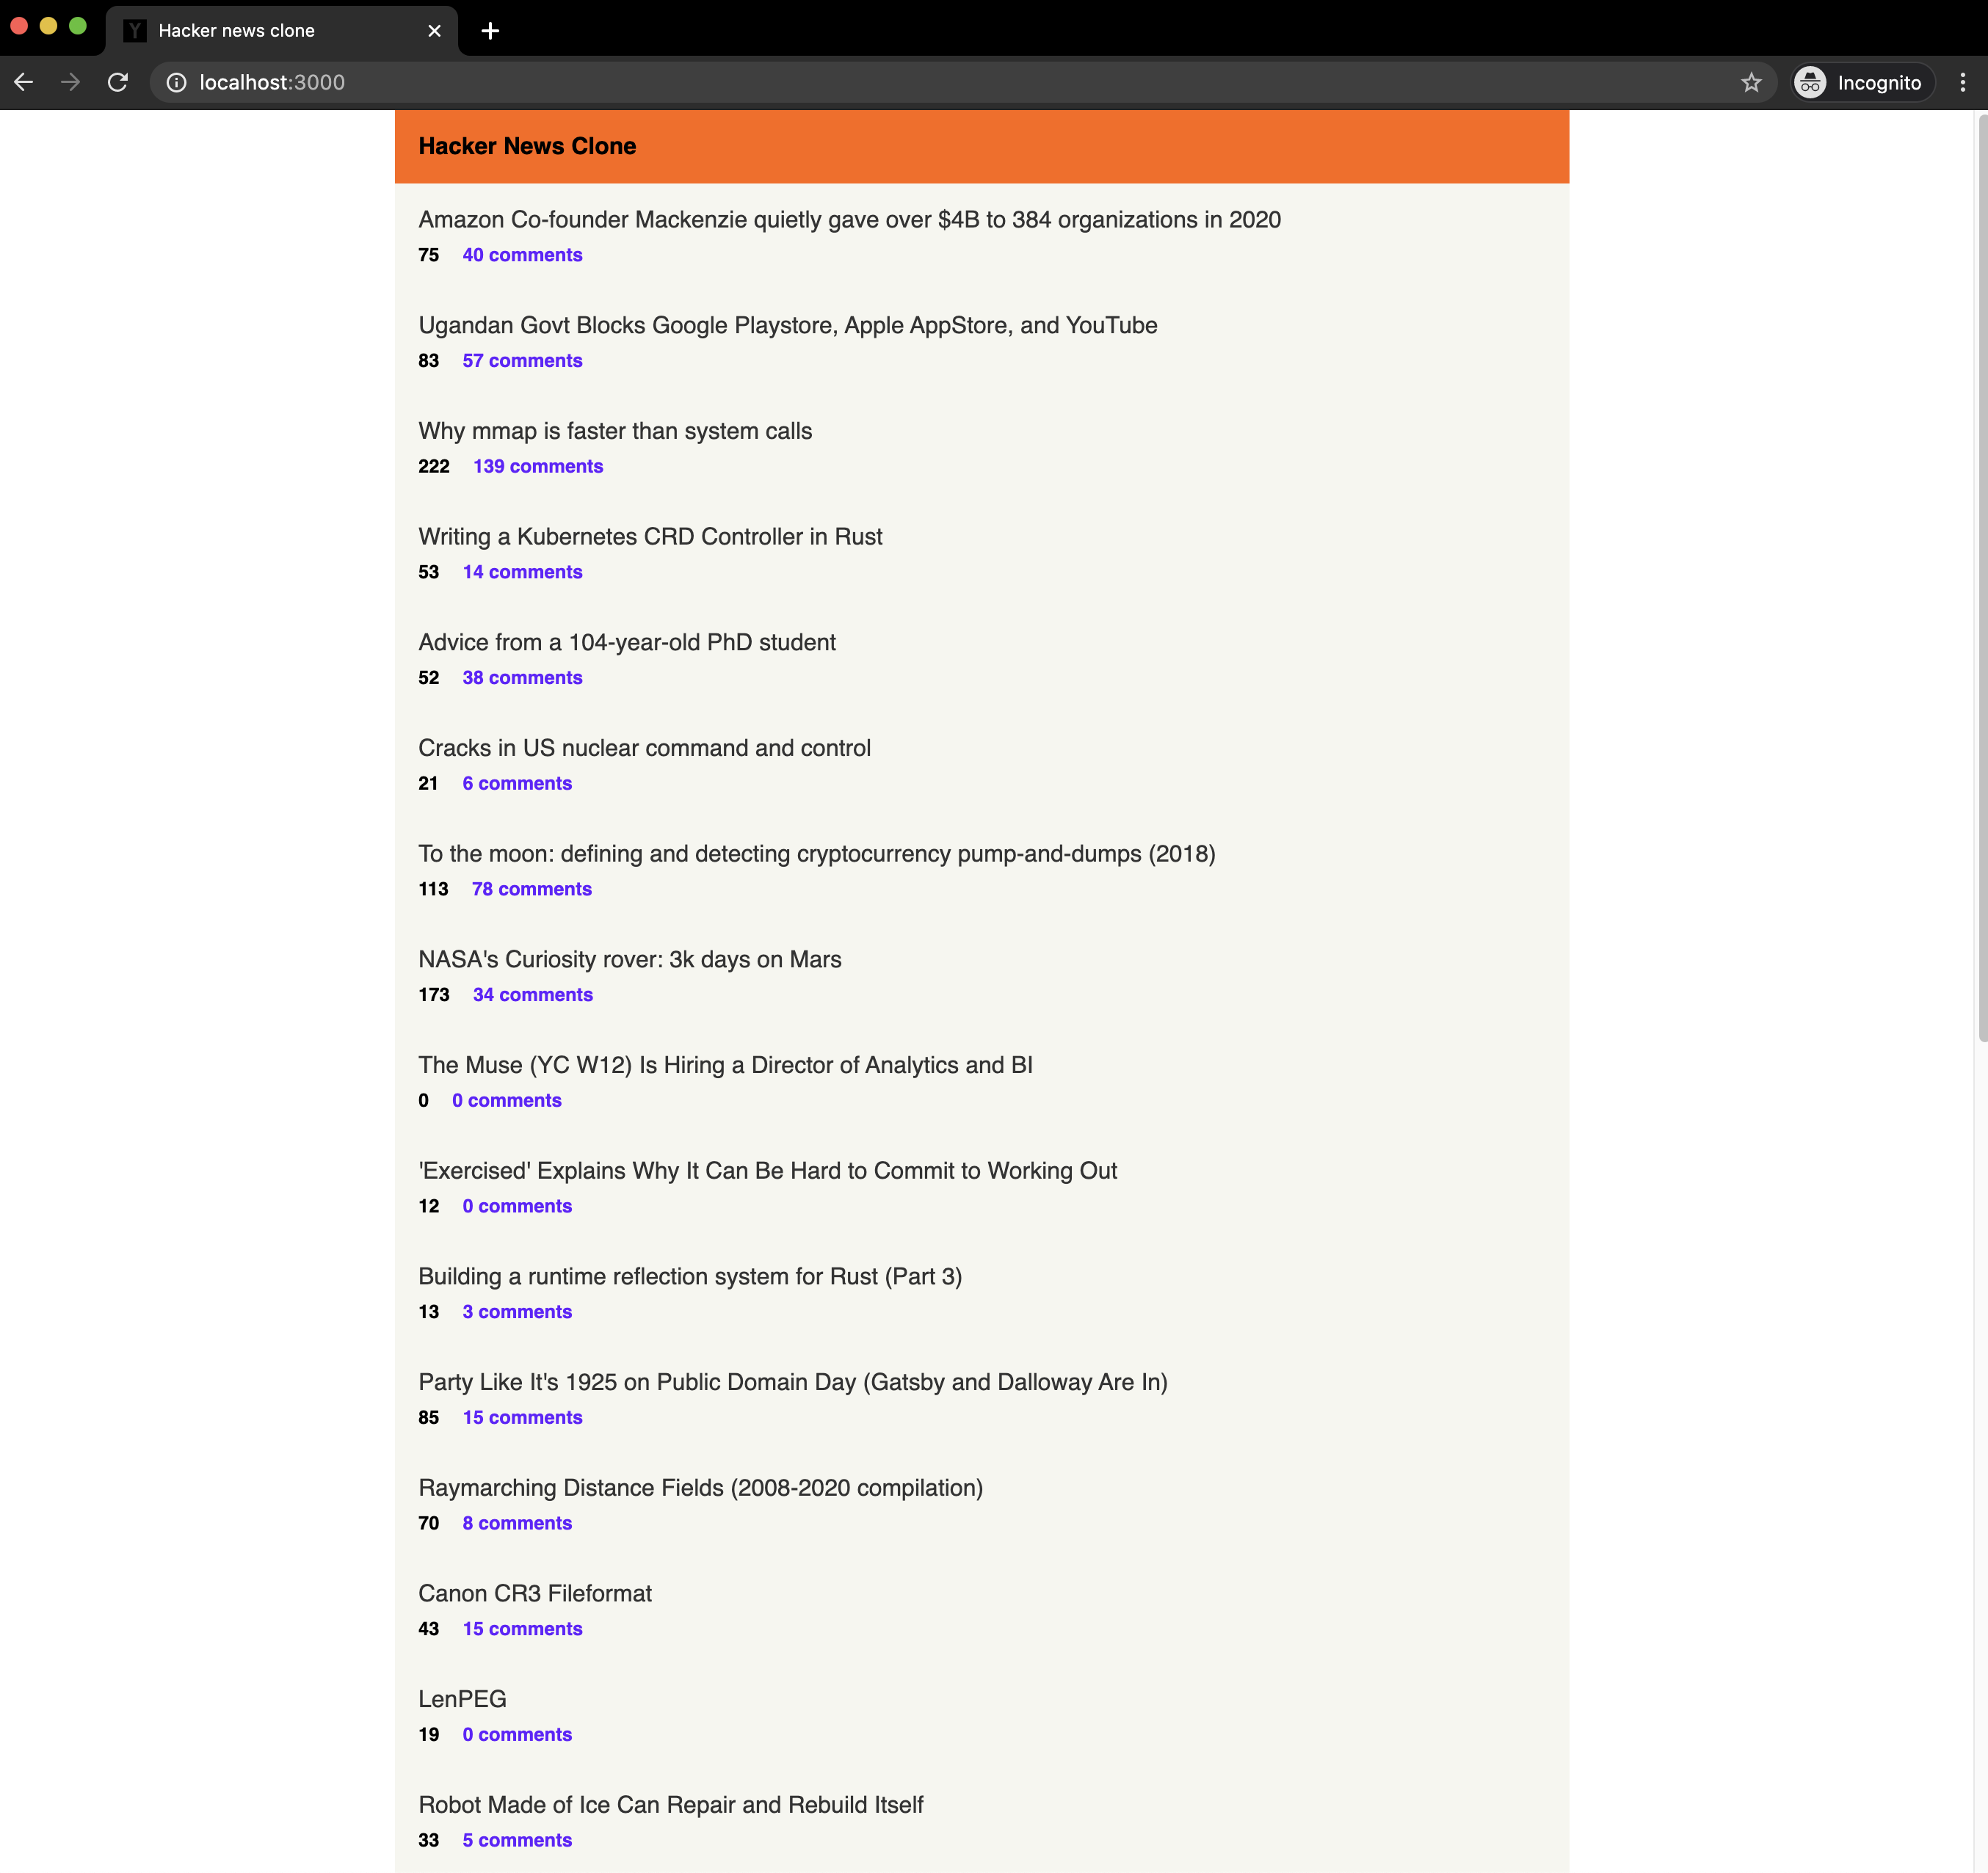 Y Hacker news clone
localhost:3000
Incognito
Hacker News Clone
Amazon Co-founder Mackenzie quietly gave over $4B to 384 organizations in 2020
75 40 comments
Ugandan Govt Blocks Google Playstore, Apple AppStore, and YouTube
83 57 comments
Why mmap is faster than system calls
222 139 comments
Writing a Kubernetes CRD Controller in Rust
53 14 comments
Advice from a 104-year-old PhD student
52 38 comments
Cracks in US nuclear command and control
21 6 comments
To the moon: defining and detecting cryptocurrency pump-and-dumps (2018)
113 78 comments
NASA's Curiosity rover: 3k days on Mars
173 34 comments
The Muse (YC W12) Is Hiring a Director of Analytics and BI
0 0 comments
'Exercised' Explains Why It Can Be Hard to Commit to Working Out
12 0 comments
Building a runtime reflection system for Rust (Part 3)
13 3 comments
Party Like It's 1925 on Public Domain Day (Gatsby and Dalloway Are In)
85 15 comments
Raymarching Distance Fields (2008-2020 compilation)
70 8 comments
Canon CR3 Fileformat
43 15 comments
LenPEG
19 0 comments
Robot Made of Ice Can Repair and Rebuild Itself
33 5 comments